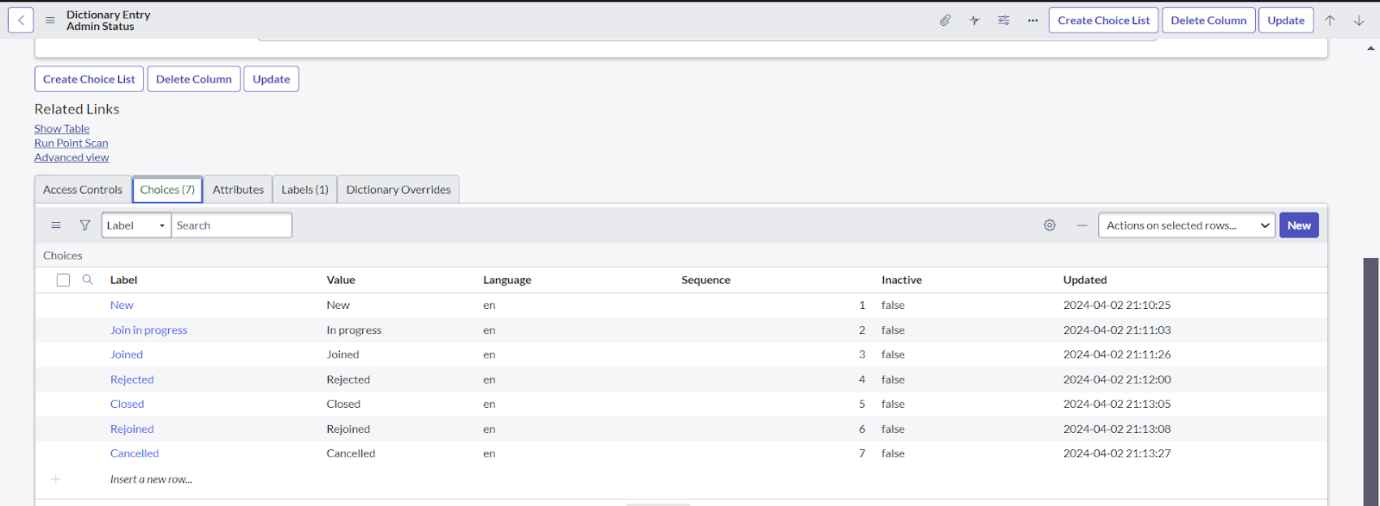 Dictionary Entry
Admin Status
Create Choice List Delete Column Update
Create Choice List Delete Column Update
Related Links
Show Table
Run Point Scan
Advanced view
Access Controls Choices (7) Attributes Labels (1) Dictionary Overrides
Label Search Actions on selected rows... New
Choices
Label Value Language Sequence Inactive Updated
New New en 1 false 2024-04-02 21:10:25
Join in progress In progress en 2 false 2024-04-02 21:11:03
Joined Joined en 3 false 2024-04-02 21:11:26
Rejected Rejected en 4 false 2024-04-02 21:12:00
Closed Closed en 5 false 2024-04-02 21:13:05
Rejoined Rejoined en 6 false 2024-04-02 21:13:08
Cancelled Cancelled en 7 false 2024-04-02 21:13:27
Insert a new row...